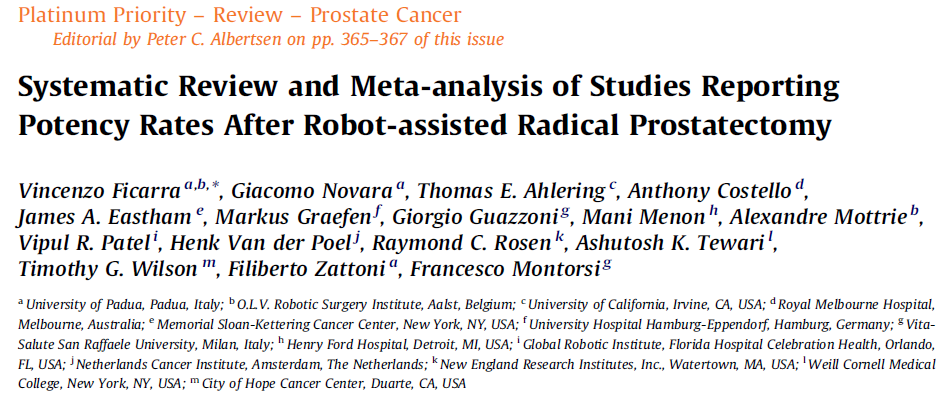 Platinum Priority – Review – Prostate Cancer
Editorial by Peter C. Albertsen on pp. 365–367 of this issue
Systematic Review and Meta-analysis of Studies Reporting
Potency Rates After Robot-assisted Radical Prostatectomy
Vincenzo Ficarra a,b,*, Giacomo Novara a, Thomas E. Ahlering c, Anthony Costello d,
James A. Eastham e, Markus Graefen f, Giorgio Guazzoni g, Mani Menon h, Alexandre Mottrie b,
Vipul R. Patel i, Henk Van der Poel j, Raymond C. Rosen k, Ashutosh K. Tewari l,
Timothy G. Wilson m, Filiberto Zattoni a, Francesco Montorsi g
a University of Padua, Padua, Italy; b O.L.V. Robotic Surgery Institute, Aalst, Belgium; c University of California, Irvine, CA, USA; d Royal Melbourne Hospital,
Melbourne, Australia; e Memorial Sloan-Kettering Cancer Center, New York, NY, USA; f University Hospital Hamburg-Eppendorf, Hamburg, Germany; g Vita-
Salute San Raffaele University, Milan, Italy; h Henry Ford Hospital, Detroit, MI, USA; i Global Robotic Institute, Florida Hospital Celebration Health, Orlando,
FL, USA; j Netherlands Cancer Institute, Amsterdam, The Netherlands; k New England Research Institutes, Inc., Watertown, MA, USA; l Weill Cornell Medical
College, New York, NY, USA; m City of Hope Cancer Center, Duarte, CA, USA